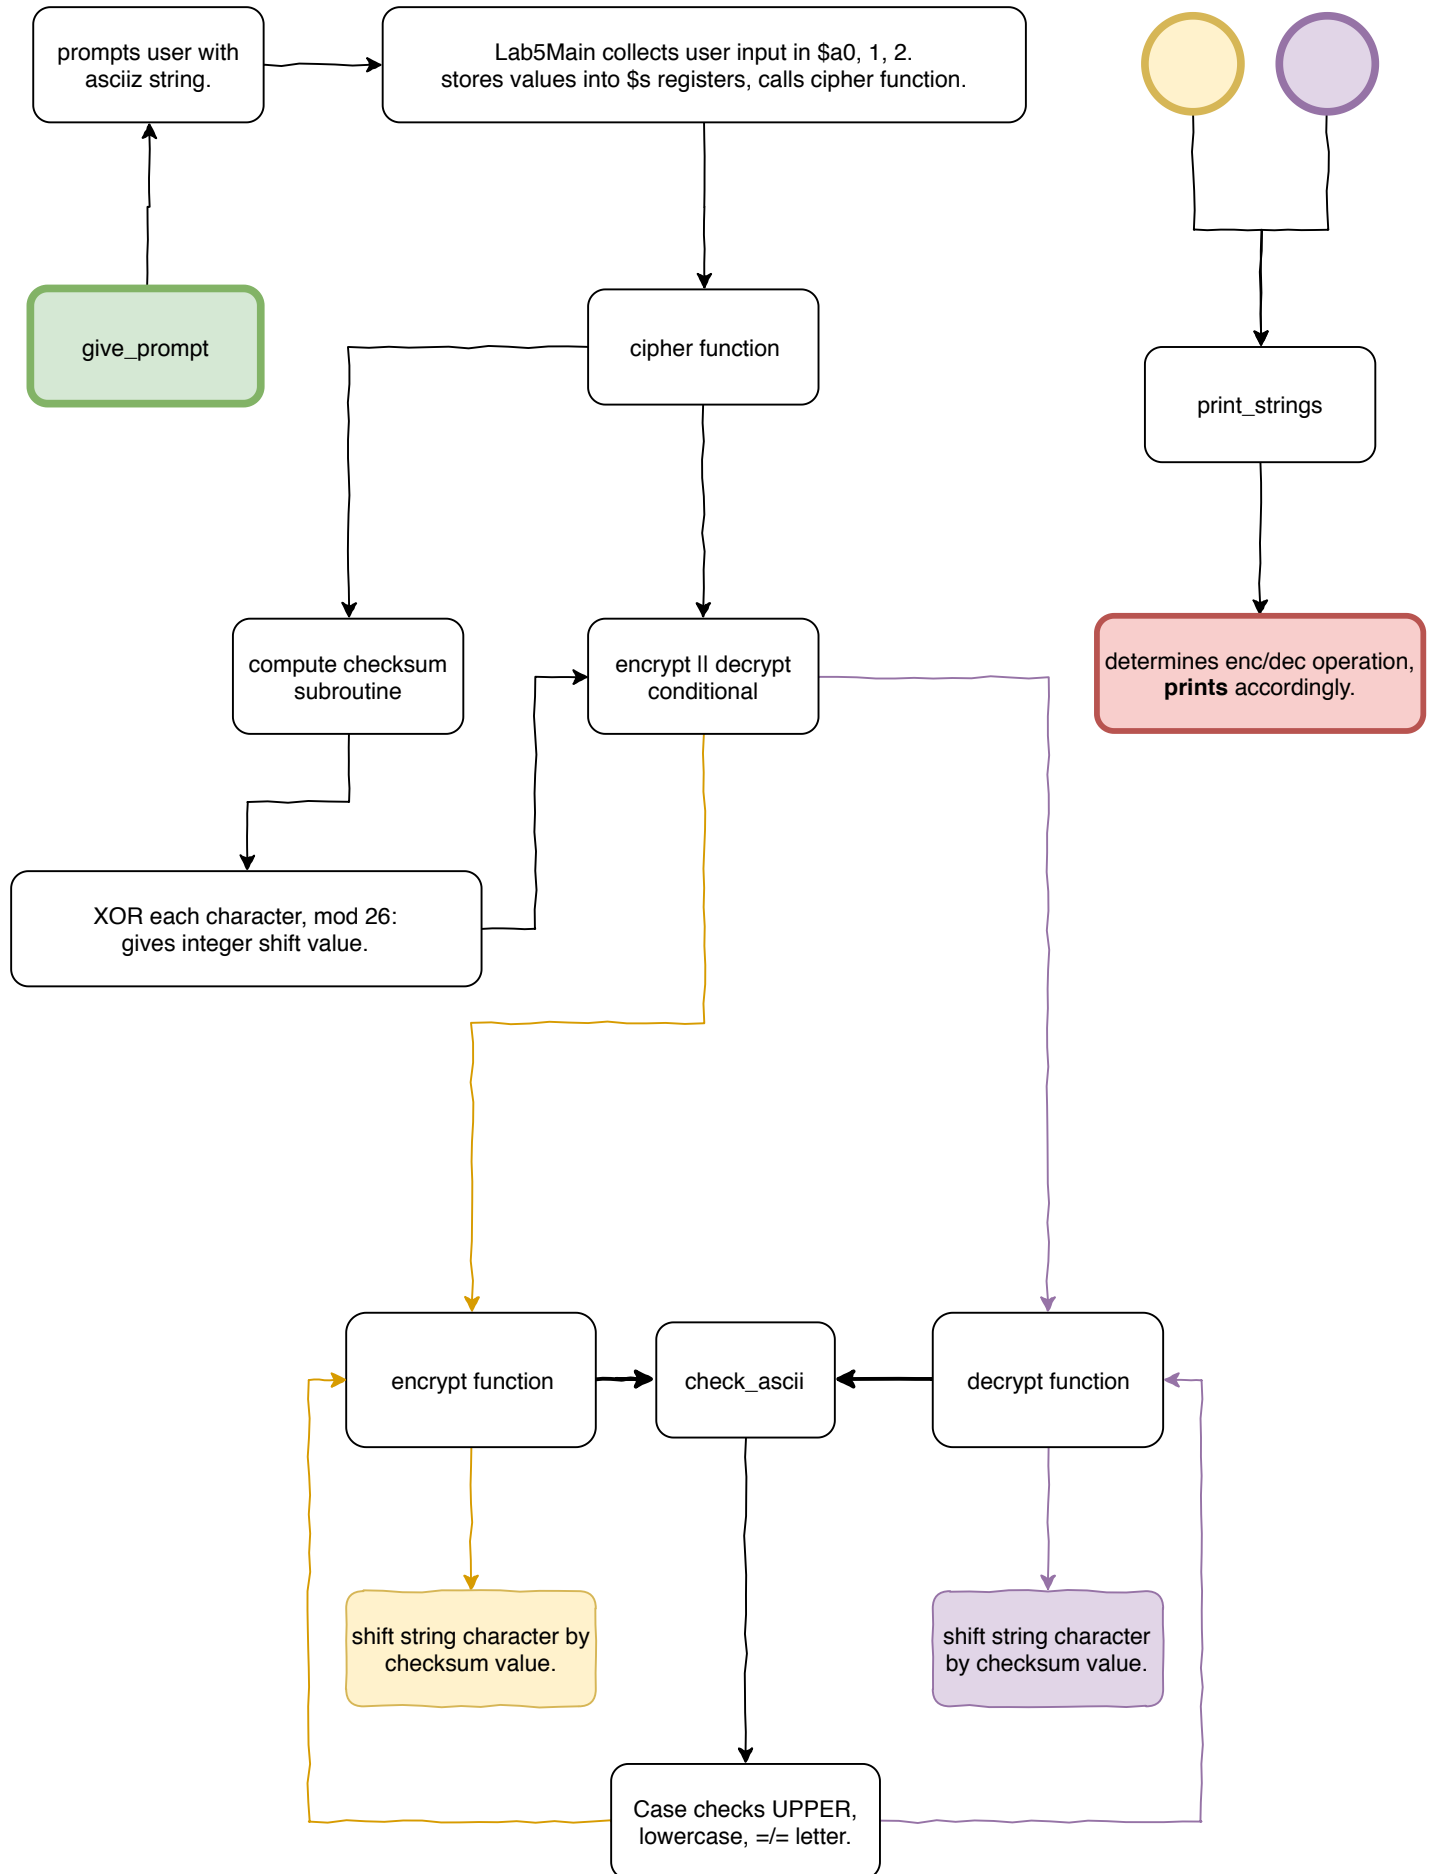 prompts user with
asciiz string.
Lab5Main collects user input in $a0, 1, 2.
stores values into $s registers, calls cipher function.
give_prompt
cipher function
print_strings
compute checksum
subroutine
encrypt || decrypt
conditional
determines enc/dec operation,
prints accordingly.
XOR each character, mod 26:
gives integer shift value.
encrypt function
check_ascii
decrypt function
shift string character by
checksum value.
shift string character
by checksum value.
Case checks UPPER,
lowercase, =/= letter.